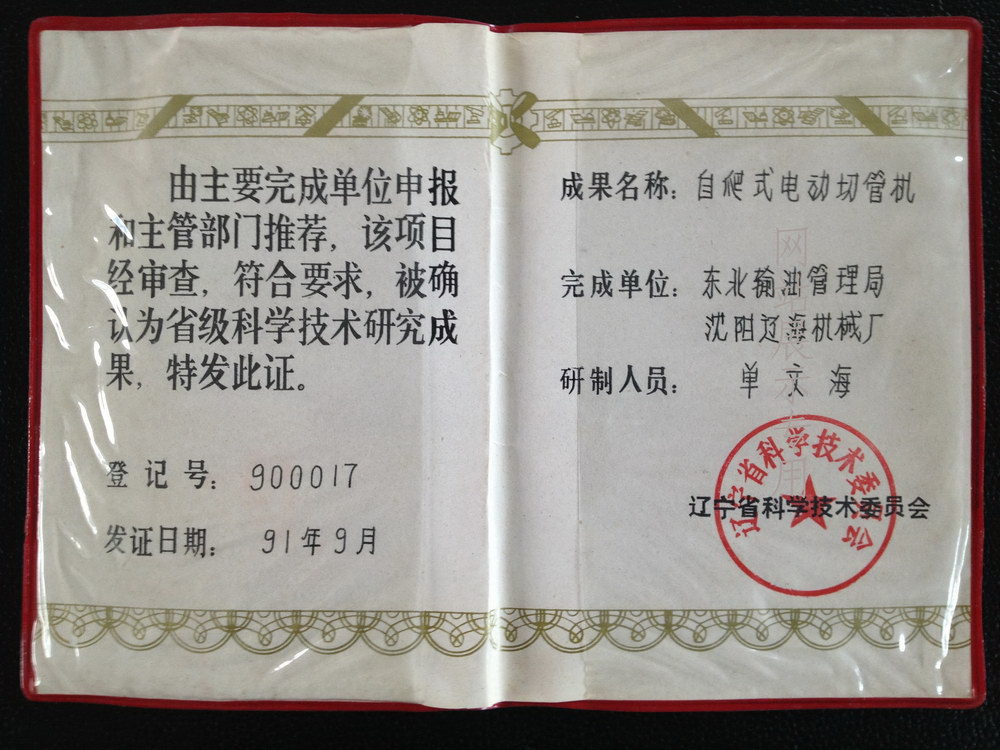 由主要完成单位申报
和主管部门推荐，该项目
经审查，符合要求，被确
认为省级科学技术研究成
果，特发此证。
登记号：900017
发证日期：91年9月
成果名称：自爬式电动切管机
完成单位：东北输油管理局
沈阳辽海机械厂
研制人员：单文海
辽宁省科学技术委员会
辽宁省科学技术委员会